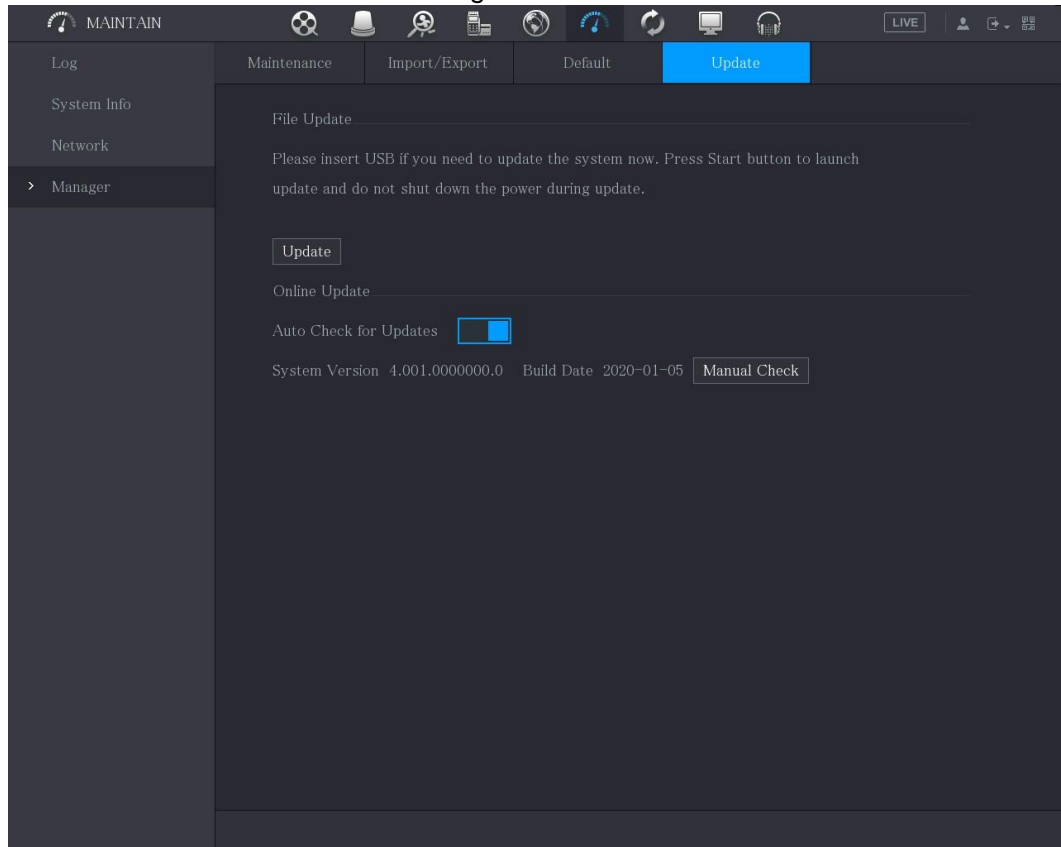 MAINTAIN
LIVE
Log
System Info
Network
Manager
Maintenance Import/Export Default Update
File Update
Please insert USB if you need to update the system now. Press Start button to launch
update and do not shut down the power during update.
Update
Online Update
Auto Check for Updates
System Version 4.001.0000000.0 Build Date 2020-01-05 Manual Check